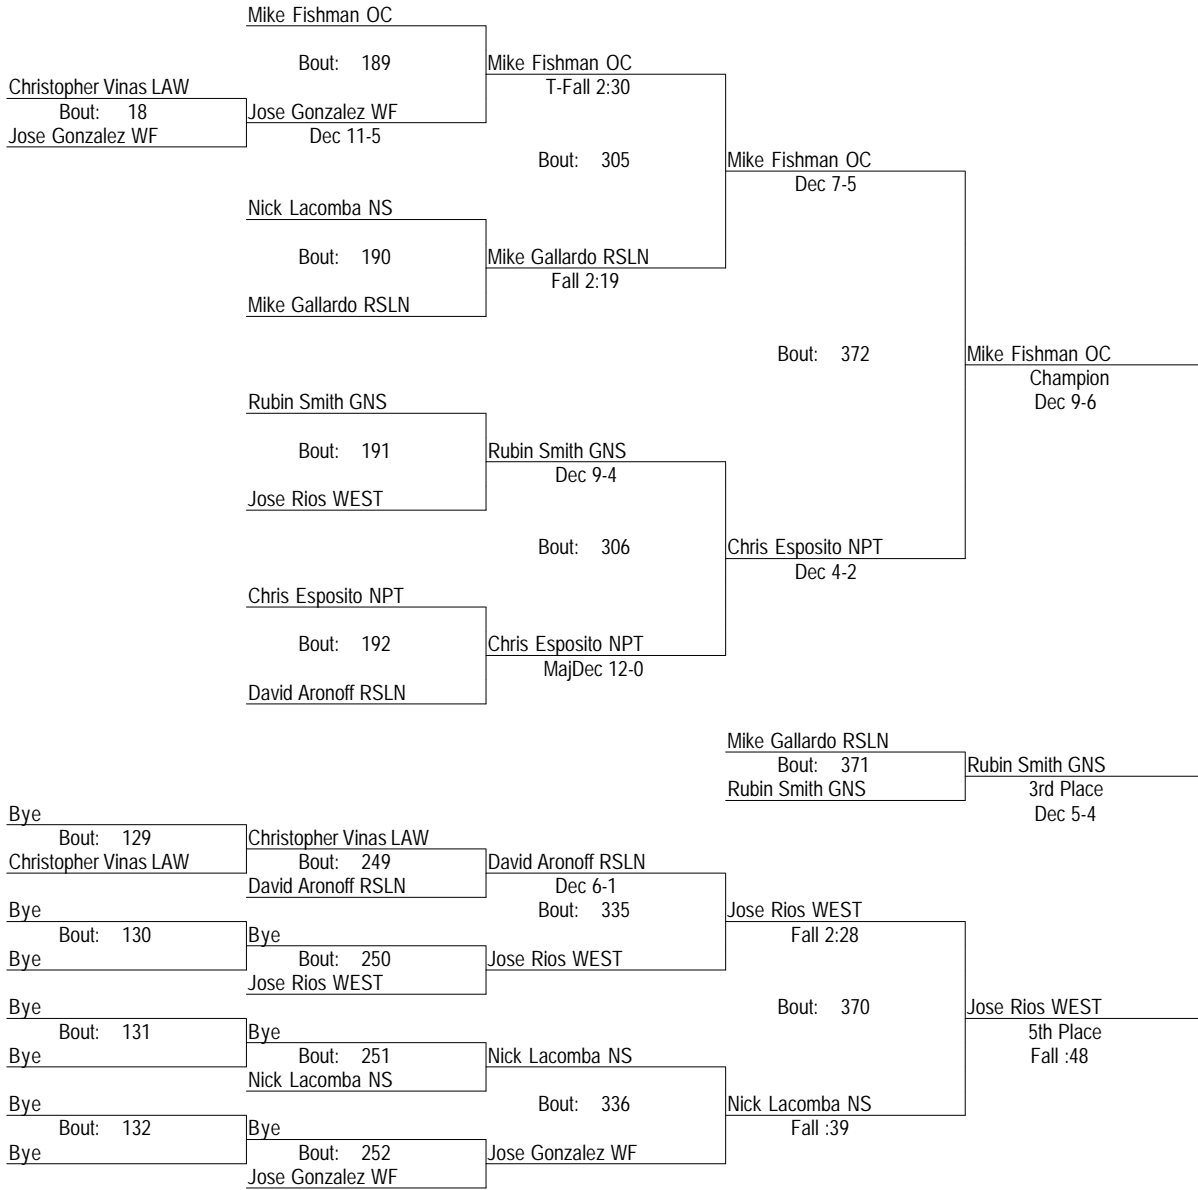 Mike Fishman OC
Bout: 189
Mike Fishman OC
T-Fall 2:30
Christopher Vinas LAW
Bout: 18
Jose Gonzalez WF
Jose Gonzalez WF
Dec 11-5
Bout: 305
Mike Fishman OC
Dec 7-5
Nick Lacomba NS
Bout: 190
Mike Gallardo RSLN
Fall 2:19
Mike Gallardo RSLN
Bout: 372
Mike Fishman OC
Champion
Dec 9-6
Rubin Smith GNS
Bout: 191
Rubin Smith GNS
Dec 9-4
Jose Rios WEST
Bout: 306
Chris Esposito NPT
Dec 4-2
Chris Esposito NPT
Bout: 192
Chris Esposito NPT
MajDec 12-0
David Aronoff RSLN
Mike Gallardo RSLN
Bout: 371
Rubin Smith GNS
Rubin Smith GNS
3rd Place
Dec 5-4
Bye
Bout: 129
Christopher Vinas LAW
Christopher Vinas LAW
Bout: 249
David Aronoff RSLN
David Aronoff RSLN
Dec 6-1
Bout: 335
Jose Rios WEST
Fall 2:28
Bye
Bout: 130
Bye
Bye
Bout: 250
Jose Rios WEST
Jose Rios WEST
Bout: 370
Jose Rios WEST
5th Place
Fall :48
Bye
Bout: 131
Bye
Bye
Bout: 251
Nick Lacomba NS
Nick Lacomba NS
Bout: 336
Nick Lacomba NS
Fall :39
Bye
Bout: 132
Bye
Bye
Bout: 252
Jose Gonzalez WF
Jose Gonzalez WF